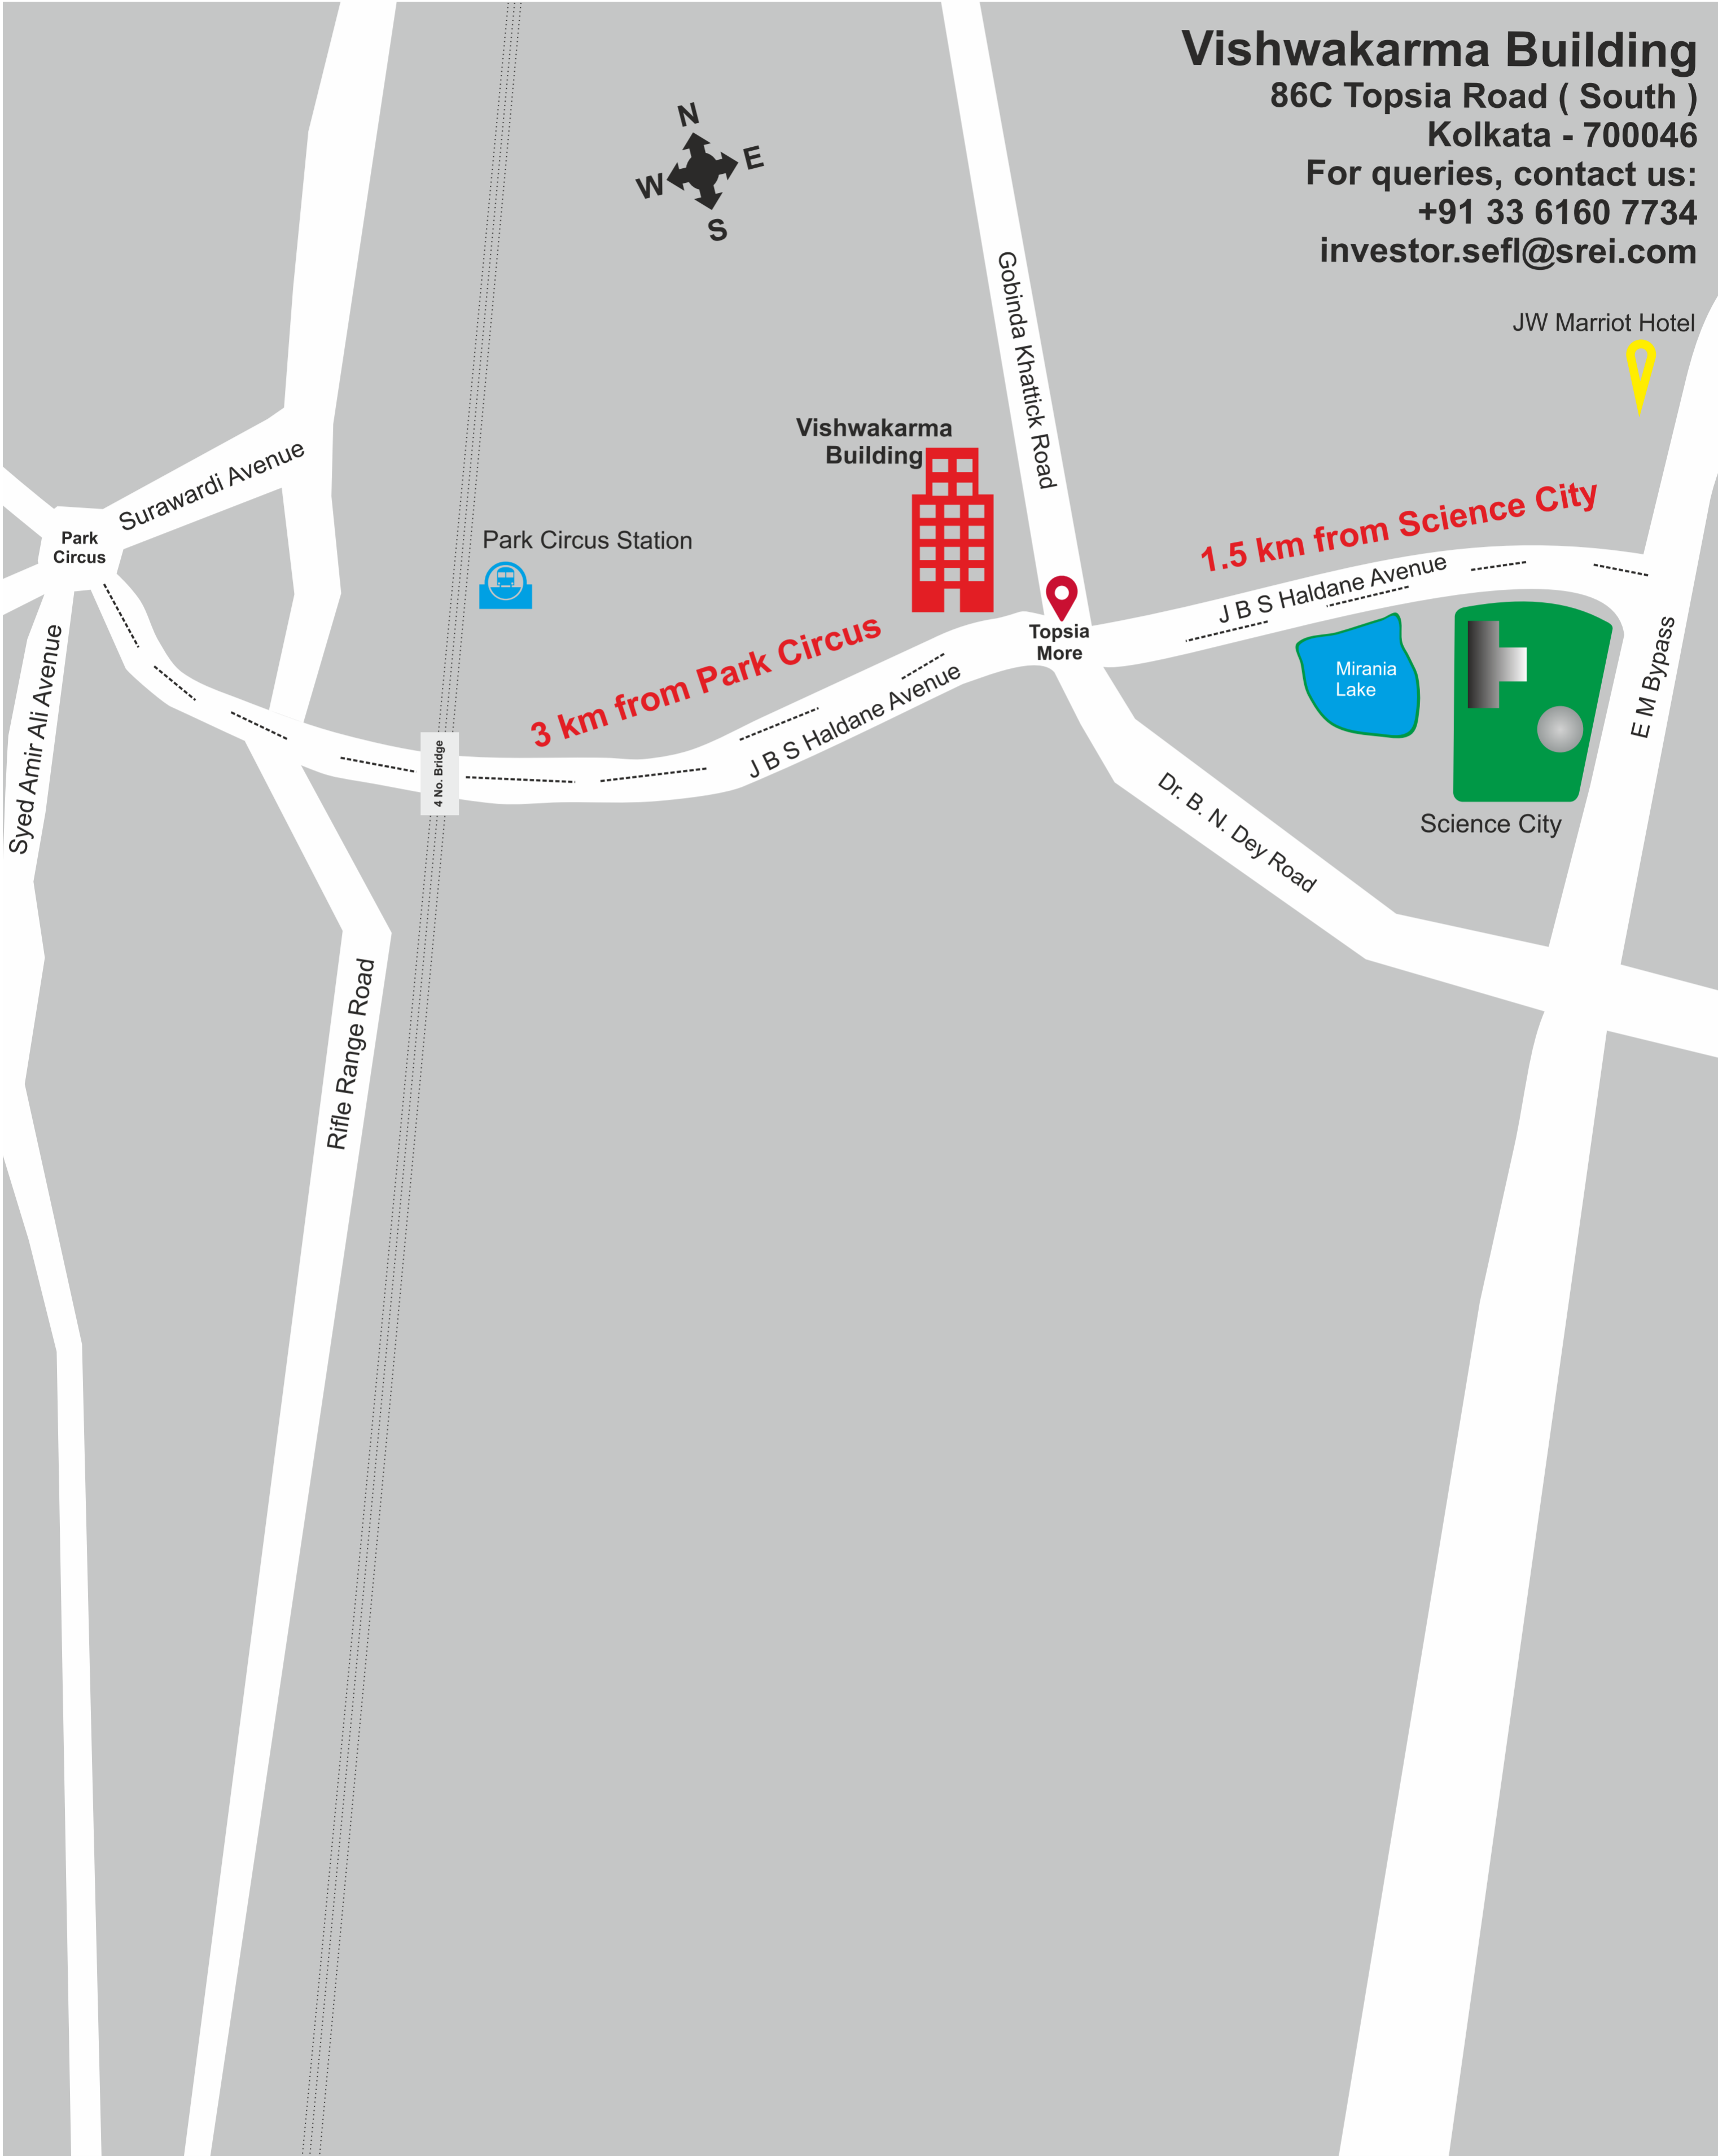 Vishwakarma Building
86C Topsia Road ( South )
Kolkata - 700046
For queries, contact us:
+91 33 6160 7734
investor.sefl@srei.com
N
E
W
S
JW Marriot Hotel
Gobinda Khattick Road
Vishwakarma
Building
Surawardi Avenue
Park
Circus
Park Circus Station
1.5 km from Science City
J B S Haldane Avenue
Topsia
More
3 km from Park Circus
J B S Haldane Avenue
Mirania
Lake
E M Bypass
Syed Amir Ali Avenue
4 No. Bridge
Dr. B. N. Dey Road
Science City
Rifle Range Road